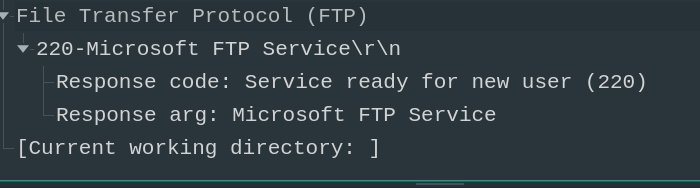 File Transfer Protocol (FTP)
220-Microsoft FTP Service\r\n
Response code: Service ready for new user (220)
Response arg: Microsoft FTP Service
[Current working directory: ]